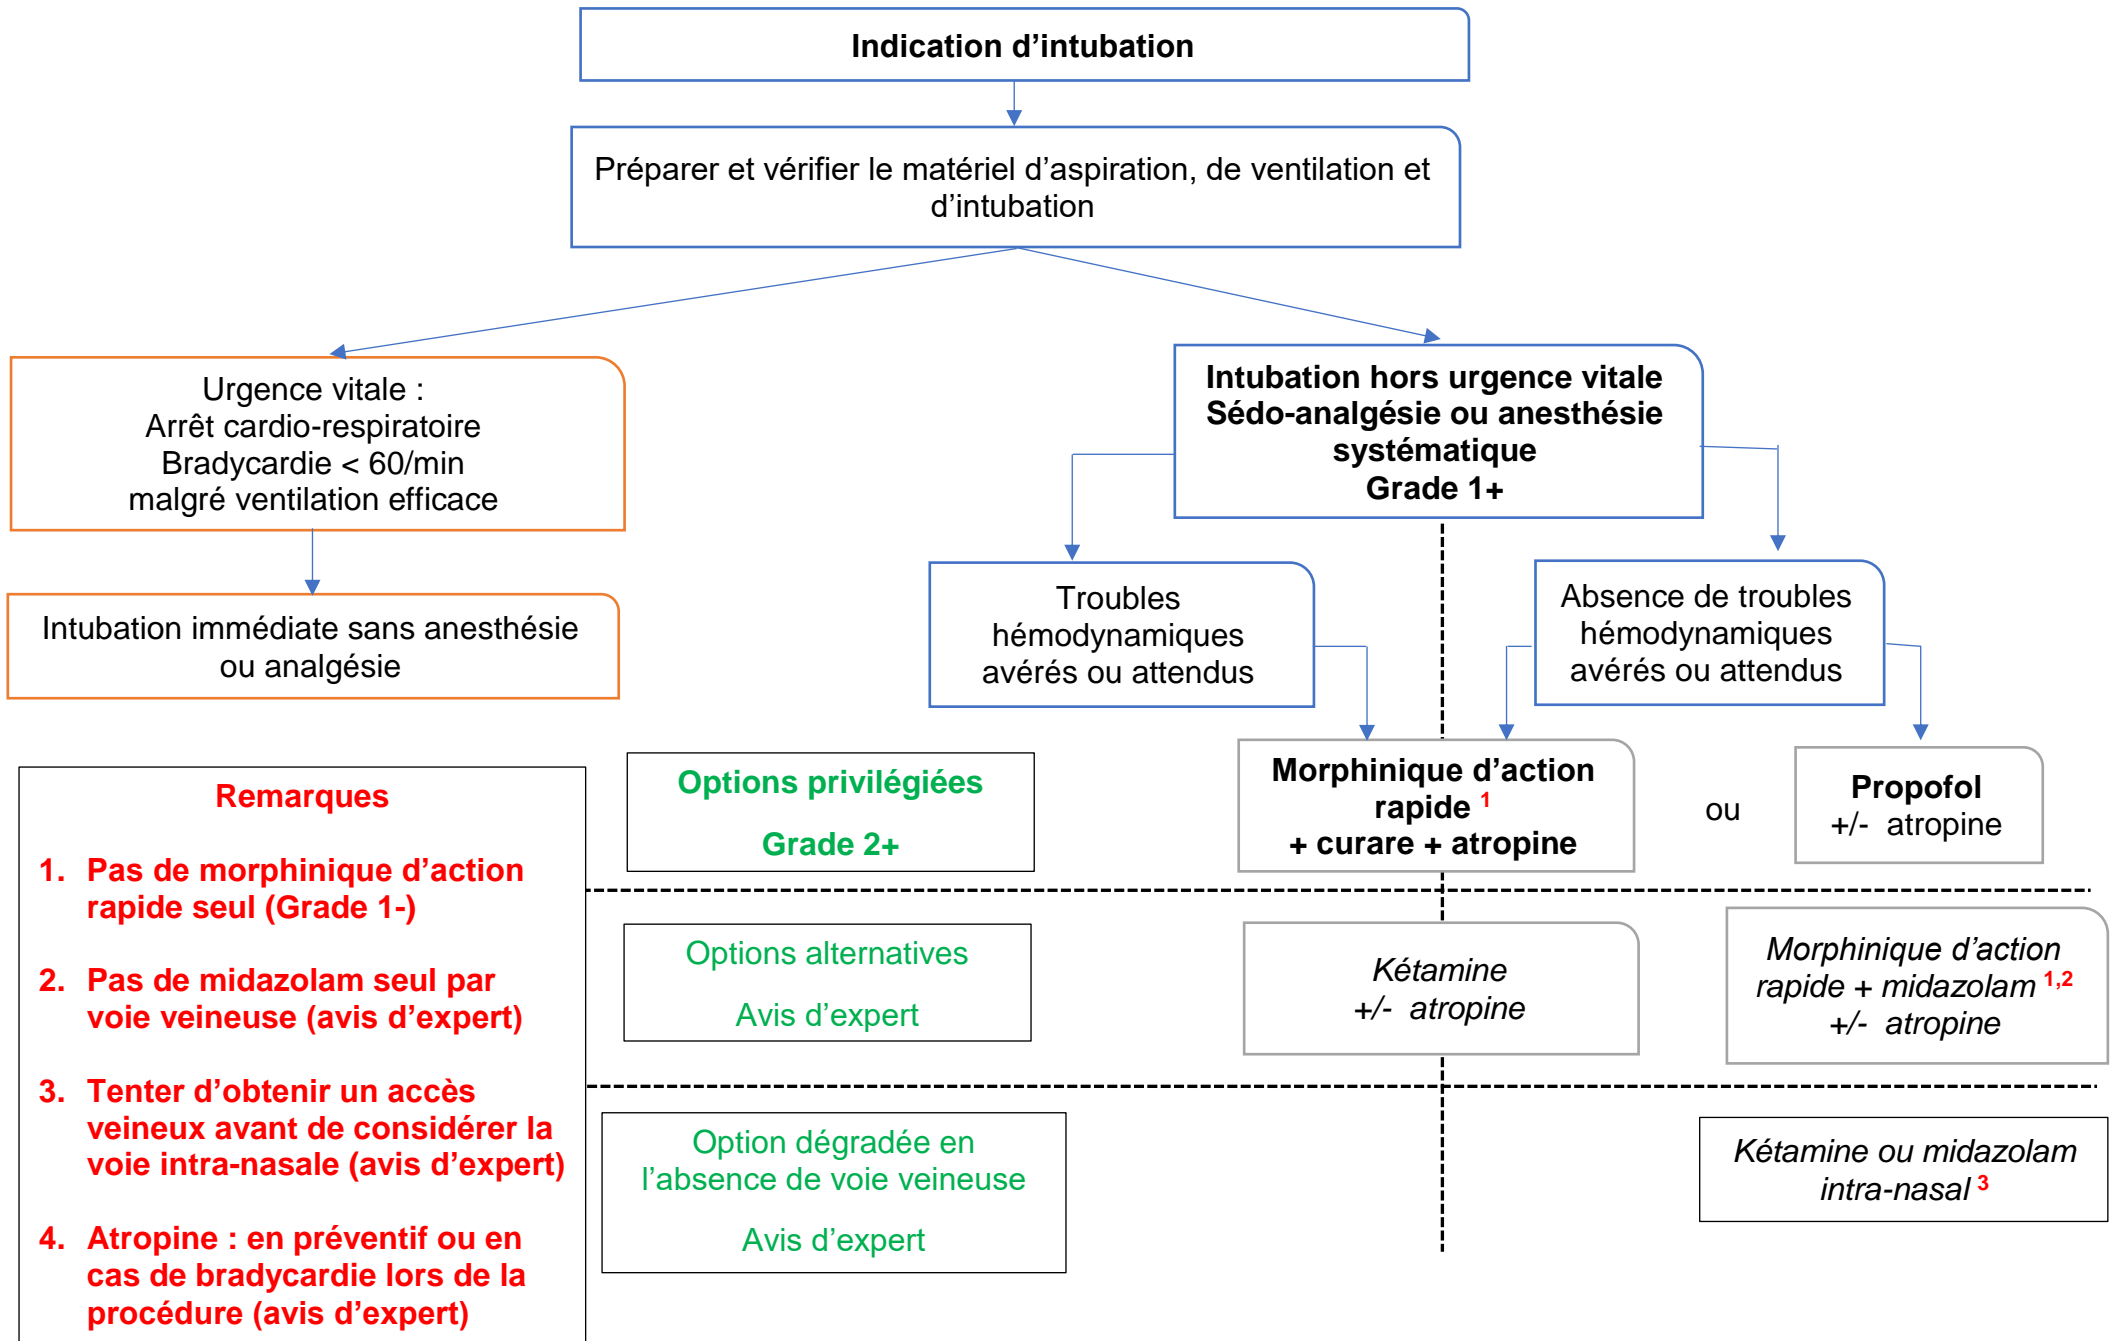 Indication d’intubation
Préparer et vérifier le matériel d’aspiration, de ventilation et
d’intubation
Urgence vitale :
Arrêt cardio-respiratoire
Bradycardie < 60/min
malgré ventilation efficace
Intubation hors urgence vitale
Sédo-analgésie ou anesthésie
systématique
Grade 1+
Intubation immédiate sans anesthésie
ou analgésie
Troubles
hémodynamiques
avérés ou attendus
Absence de troubles
hémodynamiques
avérés ou attendus
Options privilégiées
Grade 2+
Morphinique d’action
rapide 1
+ curare + atropine
ou
Propofol
+/- atropine
Options alternatives
Avis d’expert
Kétamine
+/- atropine
Morphinique d’action
rapide + midazolam 1,2
+/- atropine
Option dégradée en
l’absence de voie veineuse
Avis d’expert
Kétamine ou midazolam
intra-nasal 3
Remarques
1. Pas de morphinique d’action
rapide seul (Grade 1-)
2. Pas de midazolam seul par
voie veineuse (avis d’expert)
3. Tenter d’obtenir un accès
veineux avant de considérer la
voie intra-nasale (avis d’expert)
4. Atropine : en préventif ou en
cas de bradycardie lors de la
procédure (avis d’expert)